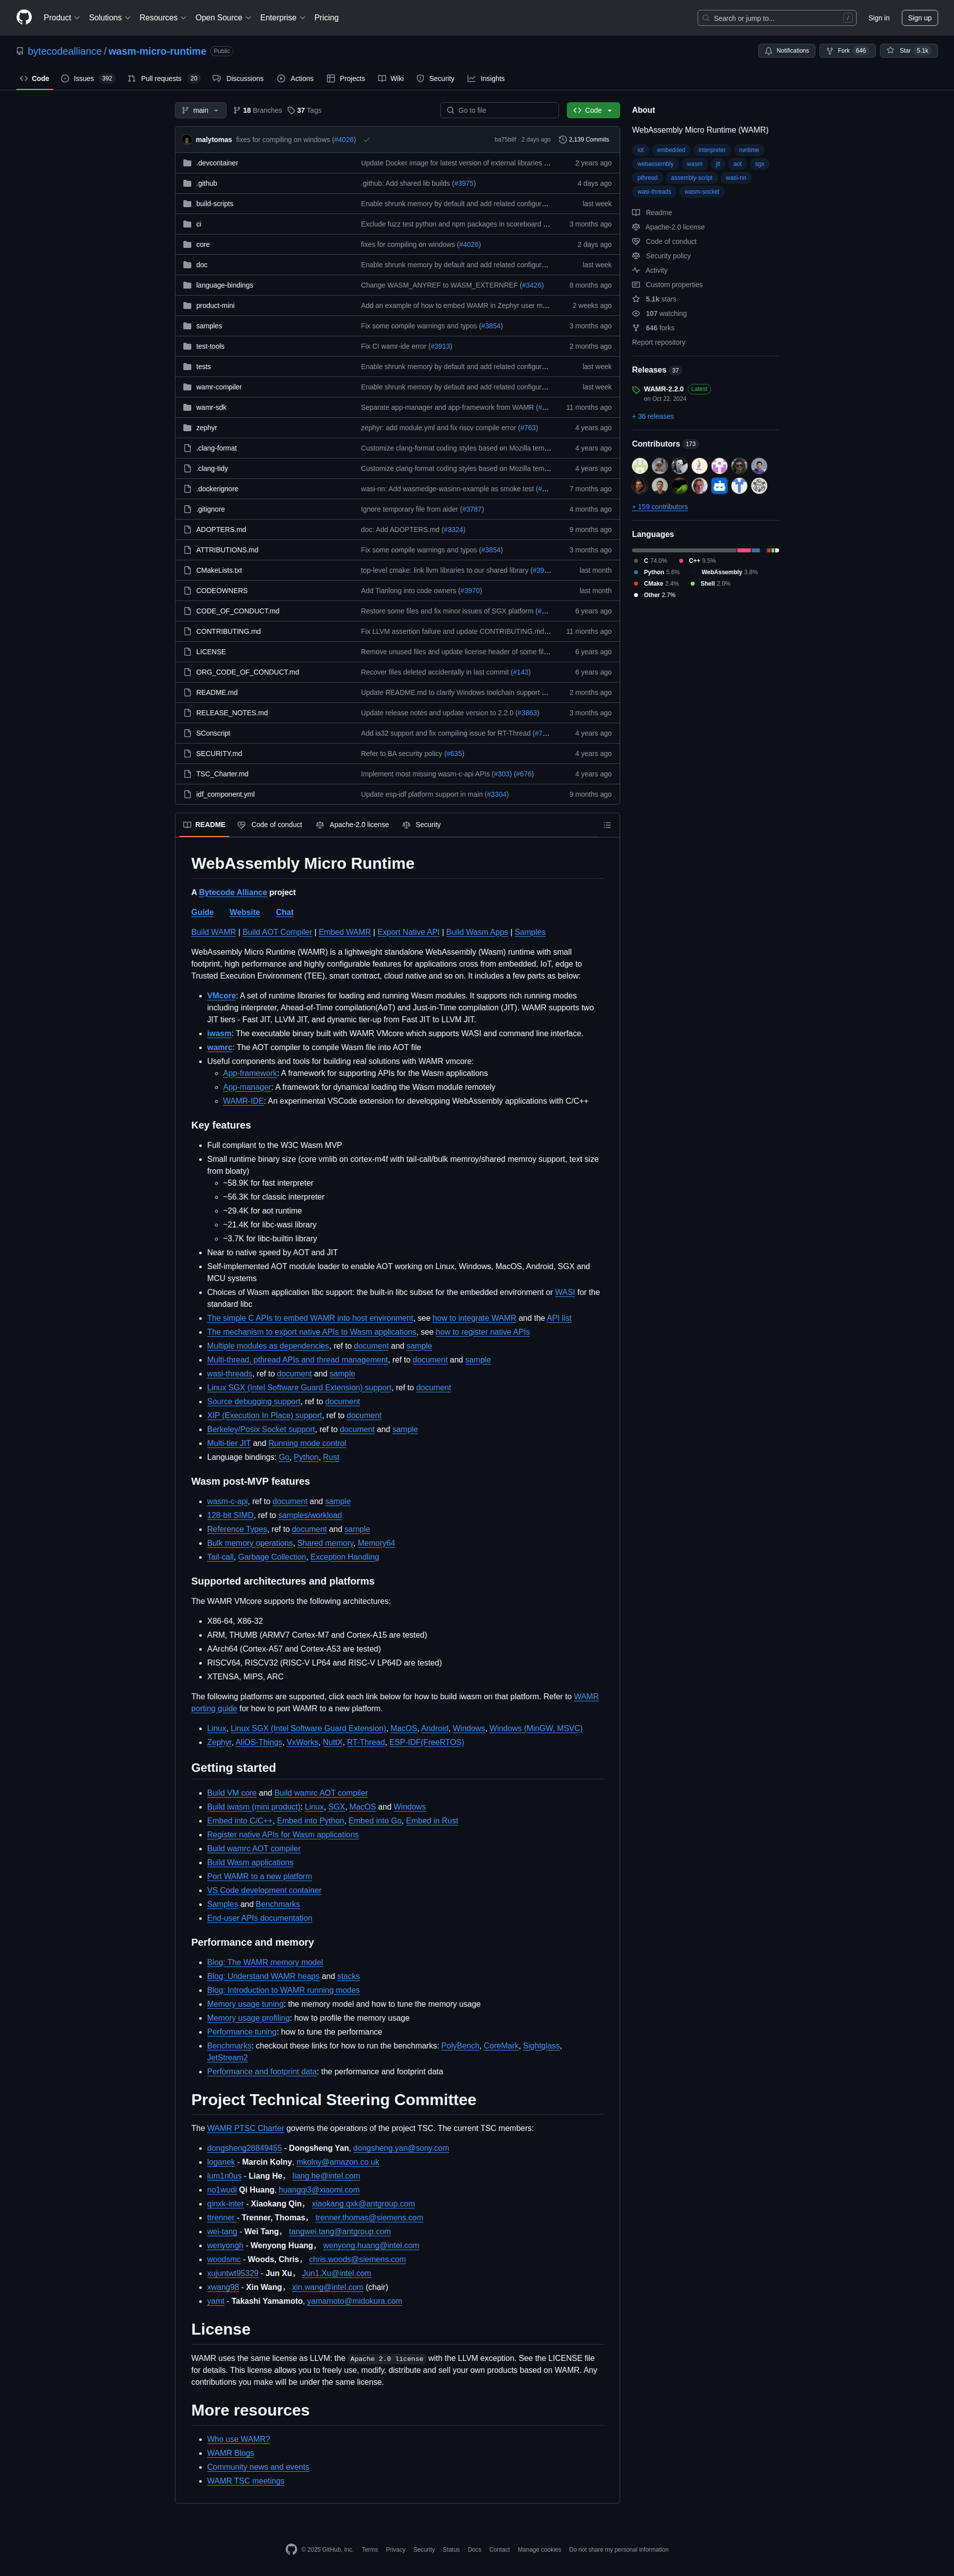 Product Solutions Resources Open Source Enterprise Pricing Search or jump to... / Sign in Sign up
bytecodealliance / wasm-micro-runtime Public Notifications Fork 646 Star 5.1k
Code Issues 392 Pull requests 20 Discussions Actions Projects Wiki Security Insights
main 18 Branches 37 Tags Go to file Code
malytomas fixes for compiling on windows (#4026) ba75b8f · 2 days ago 2,139 Commits
.devcontainer Update Docker image for latest version of external libraries ... 2 years ago
.github .github: Add shared lib builds (#3975) 4 days ago
build-scripts Enable shrunk memory by default and add related configur... last week
ci Exclude fuzz test python and npm packages in scoreboard ... 3 months ago
core fixes for compiling on windows (#4026) 2 days ago
doc Enable shrunk memory by default and add related configur... last week
language-bindings Change WASM_ANYREF to WASM_EXTERNREF (#3426) 8 months ago
product-mini Add an example of how to embed WAMR in Zephyr user m... 2 weeks ago
samples Fix some compile warnings and typos (#3854) 3 months ago
test-tools Fix CI wamr-ide error (#3913) 2 months ago
tests Enable shrunk memory by default and add related configur... last week
wamr-compiler Enable shrunk memory by default and add related configur... last week
wamr-sdk Separate app-manager and app-framework from WAMR (#... 11 months ago
zephyr zephyr: add module.yml and fix riscv compile error (#763) 4 years ago
.clang-format Customize clang-format coding styles based on Mozilla tem... 4 years ago
.clang-tidy Customize clang-format coding styles based on Mozilla tem... 4 years ago
.dockerignore wasi-nn: Add wasmedge-wasinn-example as smoke test (#... 7 months ago
.gitignore Ignore temporary file from aider (#3787) 4 months ago
ADOPTERS.md doc: Add ADOPTERS.md (#3324) 9 months ago
ATTRIBUTIONS.md Fix some compile warnings and typos (#3854) 3 months ago
CMakeLists.txt top-level cmake: link llvm libraries to our shared library (#39... last month
CODEOWNERS Add Tianlong into code owners (#3970) last month
CODE_OF_CONDUCT.md Restore some files and fix minor issues of SGX platform (#... 6 years ago
CONTRIBUTING.md Fix LLVM assertion failure and update CONTRIBUTING.md... 11 months ago
LICENSE Remove unused files and update license header of some fil... 6 years ago
ORG_CODE_OF_CONDUCT.md Recover files deleted accidentally in last commit (#143) 6 years ago
README.md Update README.md to clarify Windows toolchain support ... 2 months ago
RELEASE_NOTES.md Update release notes and update version to 2.2.0 (#3863) 3 months ago
SConscript Add ia32 support and fix compiling issue for RT-Thread (#7... 4 years ago
SECURITY.md Refer to BA security policy (#635) 4 years ago
TSC_Charter.md Implement most missing wasm-c-api APIs (#303) (#676) 4 years ago
idf_component.yml Update esp-idf platform support in main (#3304) 9 months ago
About
WebAssembly Micro Runtime (WAMR)
iot embedded interpreter runtime
webassembly wasm jit aot sgx
pthread assembly-script wasi-nn
wasi-threads wasm-socket
Readme
Apache-2.0 license
Code of conduct
Security policy
Activity
Custom properties
5.1k stars
107 watching
646 forks
Report repository
Releases 37
WAMR-2.2.0 Latest
on Oct 22, 2024
+ 36 releases
Contributors 173
+ 159 contributors
Languages
C 74.0% C++ 9.5%
Python 5.6% WebAssembly 3.8%
CMake 2.4% Shell 2.0%
Other 2.7%
README Code of conduct Apache-2.0 license Security
WebAssembly Micro Runtime
A Bytecode Alliance project
Guide Website Chat
Build WAMR | Build AOT Compiler | Embed WAMR | Export Native API | Build Wasm Apps | Samples
WebAssembly Micro Runtime (WAMR) is a lightweight standalone WebAssembly (Wasm) runtime with small
footprint, high performance and highly configurable features for applications cross from embedded, IoT, edge to
Trusted Execution Environment (TEE), smart contract, cloud native and so on. It includes a few parts as below:
VMcore: A set of runtime libraries for loading and running Wasm modules. It supports rich running modes
including interpreter, Ahead-of-Time compilation(AoT) and Just-in-Time compilation (JIT). WAMR supports two
JIT tiers - Fast JIT, LLVM JIT, and dynamic tier-up from Fast JIT to LLVM JIT.
iwasm: The executable binary built with WAMR VMcore which supports WASI and command line interface.
wamrc: The AOT compiler to compile Wasm file into AOT file
Useful components and tools for building real solutions with WAMR vmcore:
App-framework: A framework for supporting APIs for the Wasm applications
App-manager: A framework for dynamical loading the Wasm module remotely
WAMR-IDE: An experimental VSCode extension for developping WebAssembly applications with C/C++
Key features
Full compliant to the W3C Wasm MVP
Small runtime binary size (core vmlib on cortex-m4f with tail-call/bulk memroy/shared memroy support, text size
from bloaty)
~58.9K for fast interpreter
~56.3K for classic interpreter
~29.4K for aot runtime
~21.4K for libc-wasi library
~3.7K for libc-builtin library
Near to native speed by AOT and JIT
Self-implemented AOT module loader to enable AOT working on Linux, Windows, MacOS, Android, SGX and
MCU systems
Choices of Wasm application libc support: the built-in libc subset for the embedded environment or WASI for the
standard libc
The simple C APIs to embed WAMR into host environment, see how to integrate WAMR and the API list
The mechanism to export native APIs to Wasm applications, see how to register native APIs
Multiple modules as dependencies, ref to document and sample
Multi-thread, pthread APIs and thread management, ref to document and sample
wasi-threads, ref to document and sample
Linux SGX (Intel Software Guard Extension) support, ref to document
Source debugging support, ref to document
XIP (Execution In Place) support, ref to document
Berkeley/Posix Socket support, ref to document and sample
Multi-tier JIT and Running mode control
Language bindings: Go, Python, Rust
Wasm post-MVP features
wasm-c-api, ref to document and sample
128-bit SIMD, ref to samples/workload
Reference Types, ref to document and sample
Bulk memory operations, Shared memory, Memory64
Tail-call, Garbage Collection, Exception Handling
Supported architectures and platforms
The WAMR VMcore supports the following architectures:
X86-64, X86-32
ARM, THUMB (ARMV7 Cortex-M7 and Cortex-A15 are tested)
AArch64 (Cortex-A57 and Cortex-A53 are tested)
RISCV64, RISCV32 (RISC-V LP64 and RISC-V LP64D are tested)
XTENSA, MIPS, ARC
The following platforms are supported, click each link below for how to build iwasm on that platform. Refer to WAMR
porting guide for how to port WAMR to a new platform.
Linux, Linux SGX (Intel Software Guard Extension), MacOS, Android, Windows, Windows (MinGW, MSVC)
Zephyr, AliOS-Things, VxWorks, NuttX, RT-Thread, ESP-IDF(FreeRTOS)
Getting started
Build VM core and Build wamrc AOT compiler
Build iwasm (mini product): Linux, SGX, MacOS and Windows
Embed into C/C++, Embed into Python, Embed into Go, Embed in Rust
Register native APIs for Wasm applications
Build wamrc AOT compiler
Build Wasm applications
Port WAMR to a new platform
VS Code development container
Samples and Benchmarks
End-user APIs documentation
Performance and memory
Blog: The WAMR memory model
Blog: Understand WAMR heaps and stacks
Blog: Introduction to WAMR running modes
Memory usage tuning: the memory model and how to tune the memory usage
Memory usage profiling: how to profile the memory usage
Performance tuning: how to tune the performance
Benchmarks: checkout these links for how to run the benchmarks: PolyBench, CoreMark, Sightglass,
JetStream2
Performance and footprint data: the performance and footprint data
Project Technical Steering Committee
The WAMR PTSC Charter governs the operations of the project TSC. The current TSC members:
dongsheng28849455 - Dongsheng Yan, dongsheng.yan@sony.com
loganek - Marcin Kolny, mkolny@amazon.co.uk
lum1n0us - Liang He， liang.he@intel.com
no1wudi Qi Huang, huangqi3@xiaomi.com
qinxk-inter - Xiaokang Qin， xiaokang.qxk@antgroup.com
ttrenner - Trenner, Thomas， trenner.thomas@siemens.com
wei-tang - Wei Tang， tangwei.tang@antgroup.com
wenyongh - Wenyong Huang， wenyong.huang@intel.com
woodsmc - Woods, Chris， chris.woods@siemens.com
xujuntwt95329 - Jun Xu， Jun1.Xu@intel.com
xwang98 - Xin Wang， xin.wang@intel.com (chair)
yamt - Takashi Yamamoto, yamamoto@midokura.com
License
WAMR uses the same license as LLVM: the Apache 2.0 license with the LLVM exception. See the LICENSE file
for details. This license allows you to freely use, modify, distribute and sell your own products based on WAMR. Any
contributions you make will be under the same license.
More resources
Who use WAMR?
WAMR Blogs
Community news and events
WAMR TSC meetings
© 2025 GitHub, Inc. Terms Privacy Security Status Docs Contact Manage cookies Do not share my personal information